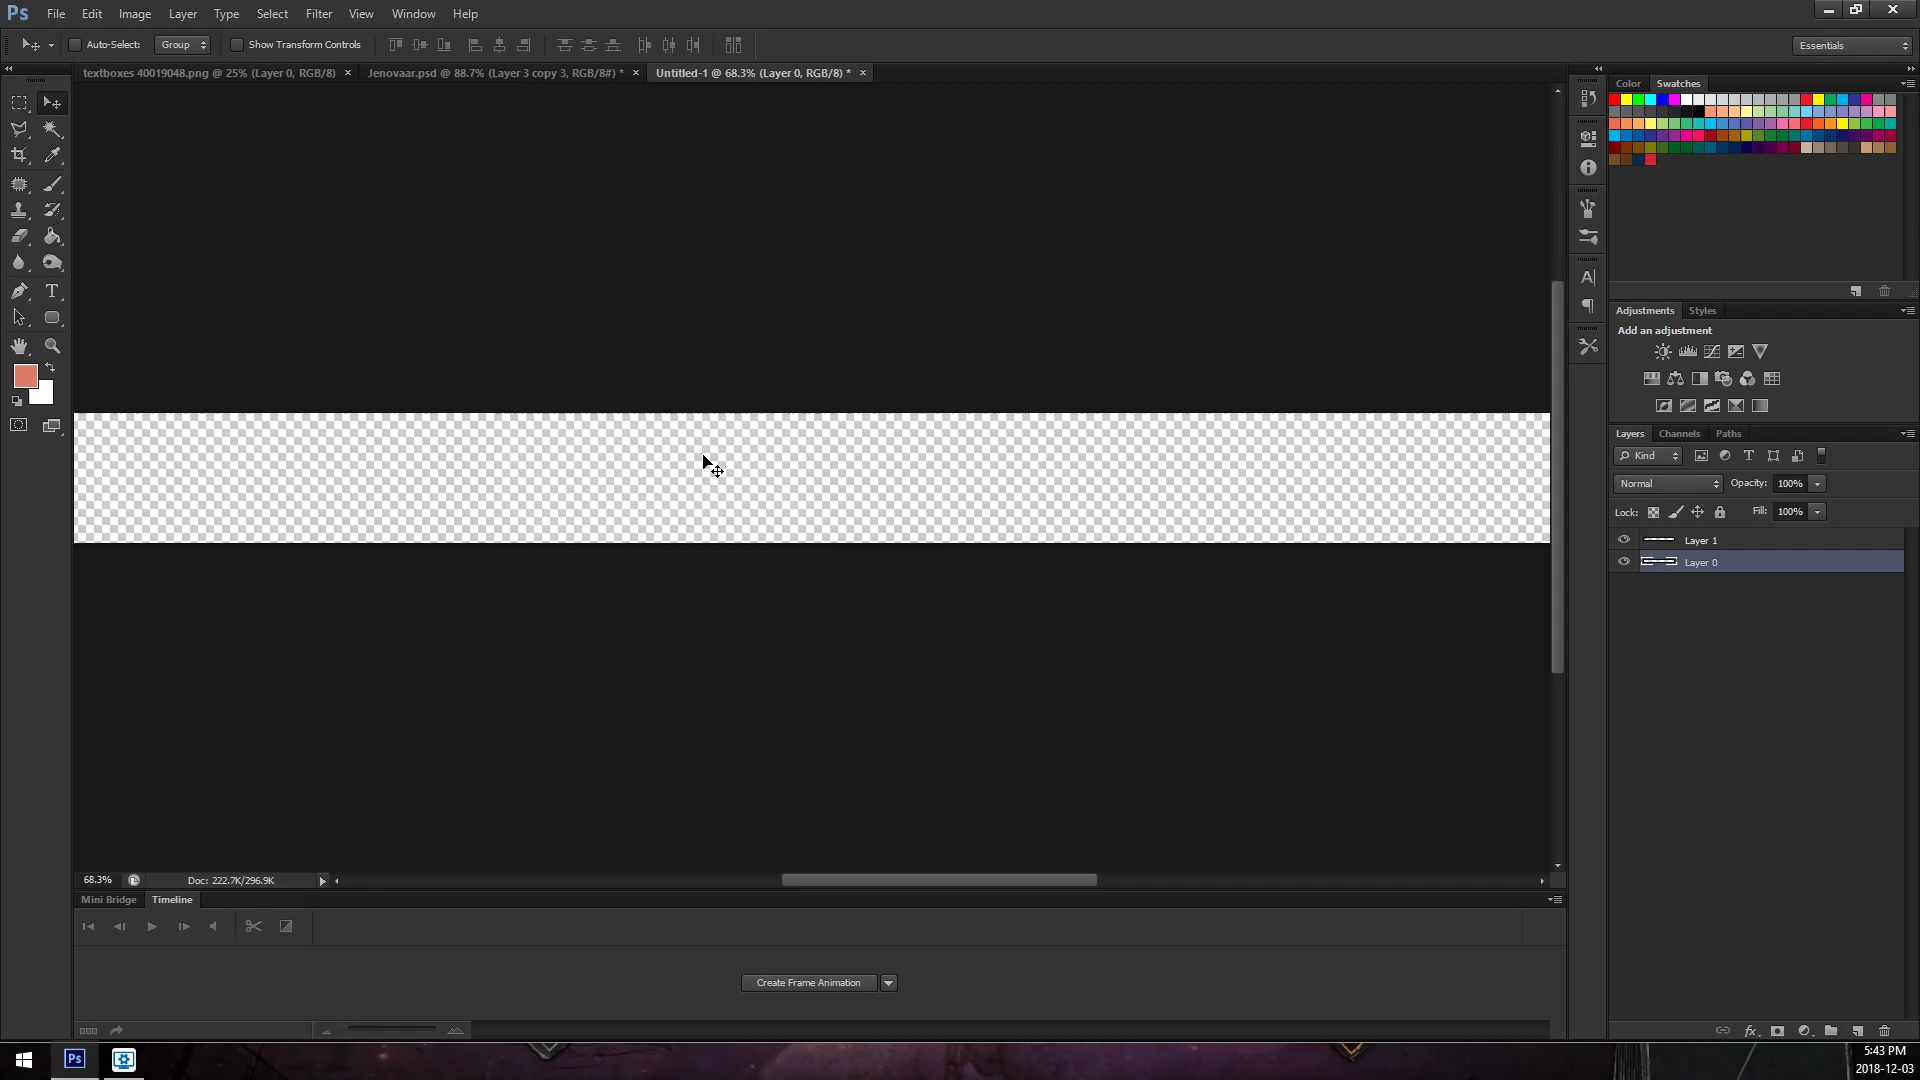 Ps File Edit Image Layer Type Select Filter View Window Help
Auto-Select: Group Show Transform Controls Essentials
textboxes 40019048.png @ 25% (Layer 0, RGB/8) × Jenovaar.psd @ 88.7% (Layer 3 copy 3, RGB/8#) * × Untitled-1 @ 68.3% (Layer 0, RGB/8) * ×
Color Swatches
Adjustments Styles
Add an adjustment
Layers Channels Paths
Kind
Normal Opacity: 100%
Lock: Fill: 100%
Layer 1
Layer 0
68.3% Doc: 222.7K/296.9K
Mini Bridge Timeline
Create Frame Animation
fx
Ps
5:43 PM
2018-12-03